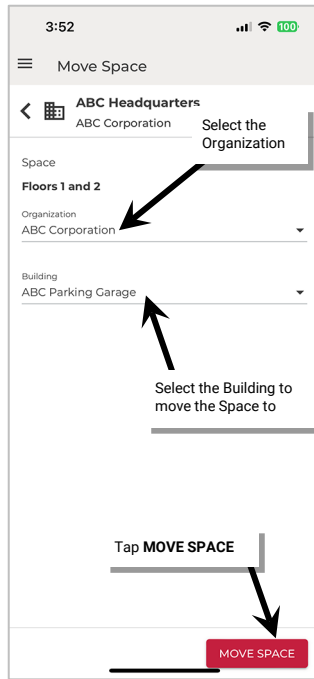 3:52
100
Move Space
ABC Headquarters
ABC Corporation
Select the
Organization
Space
Floors 1 and 2
Organization
ABC Corporation
Building
ABC Parking Garage
Select the Building to
move the Space to
Tap MOVE SPACE
MOVE SPACE